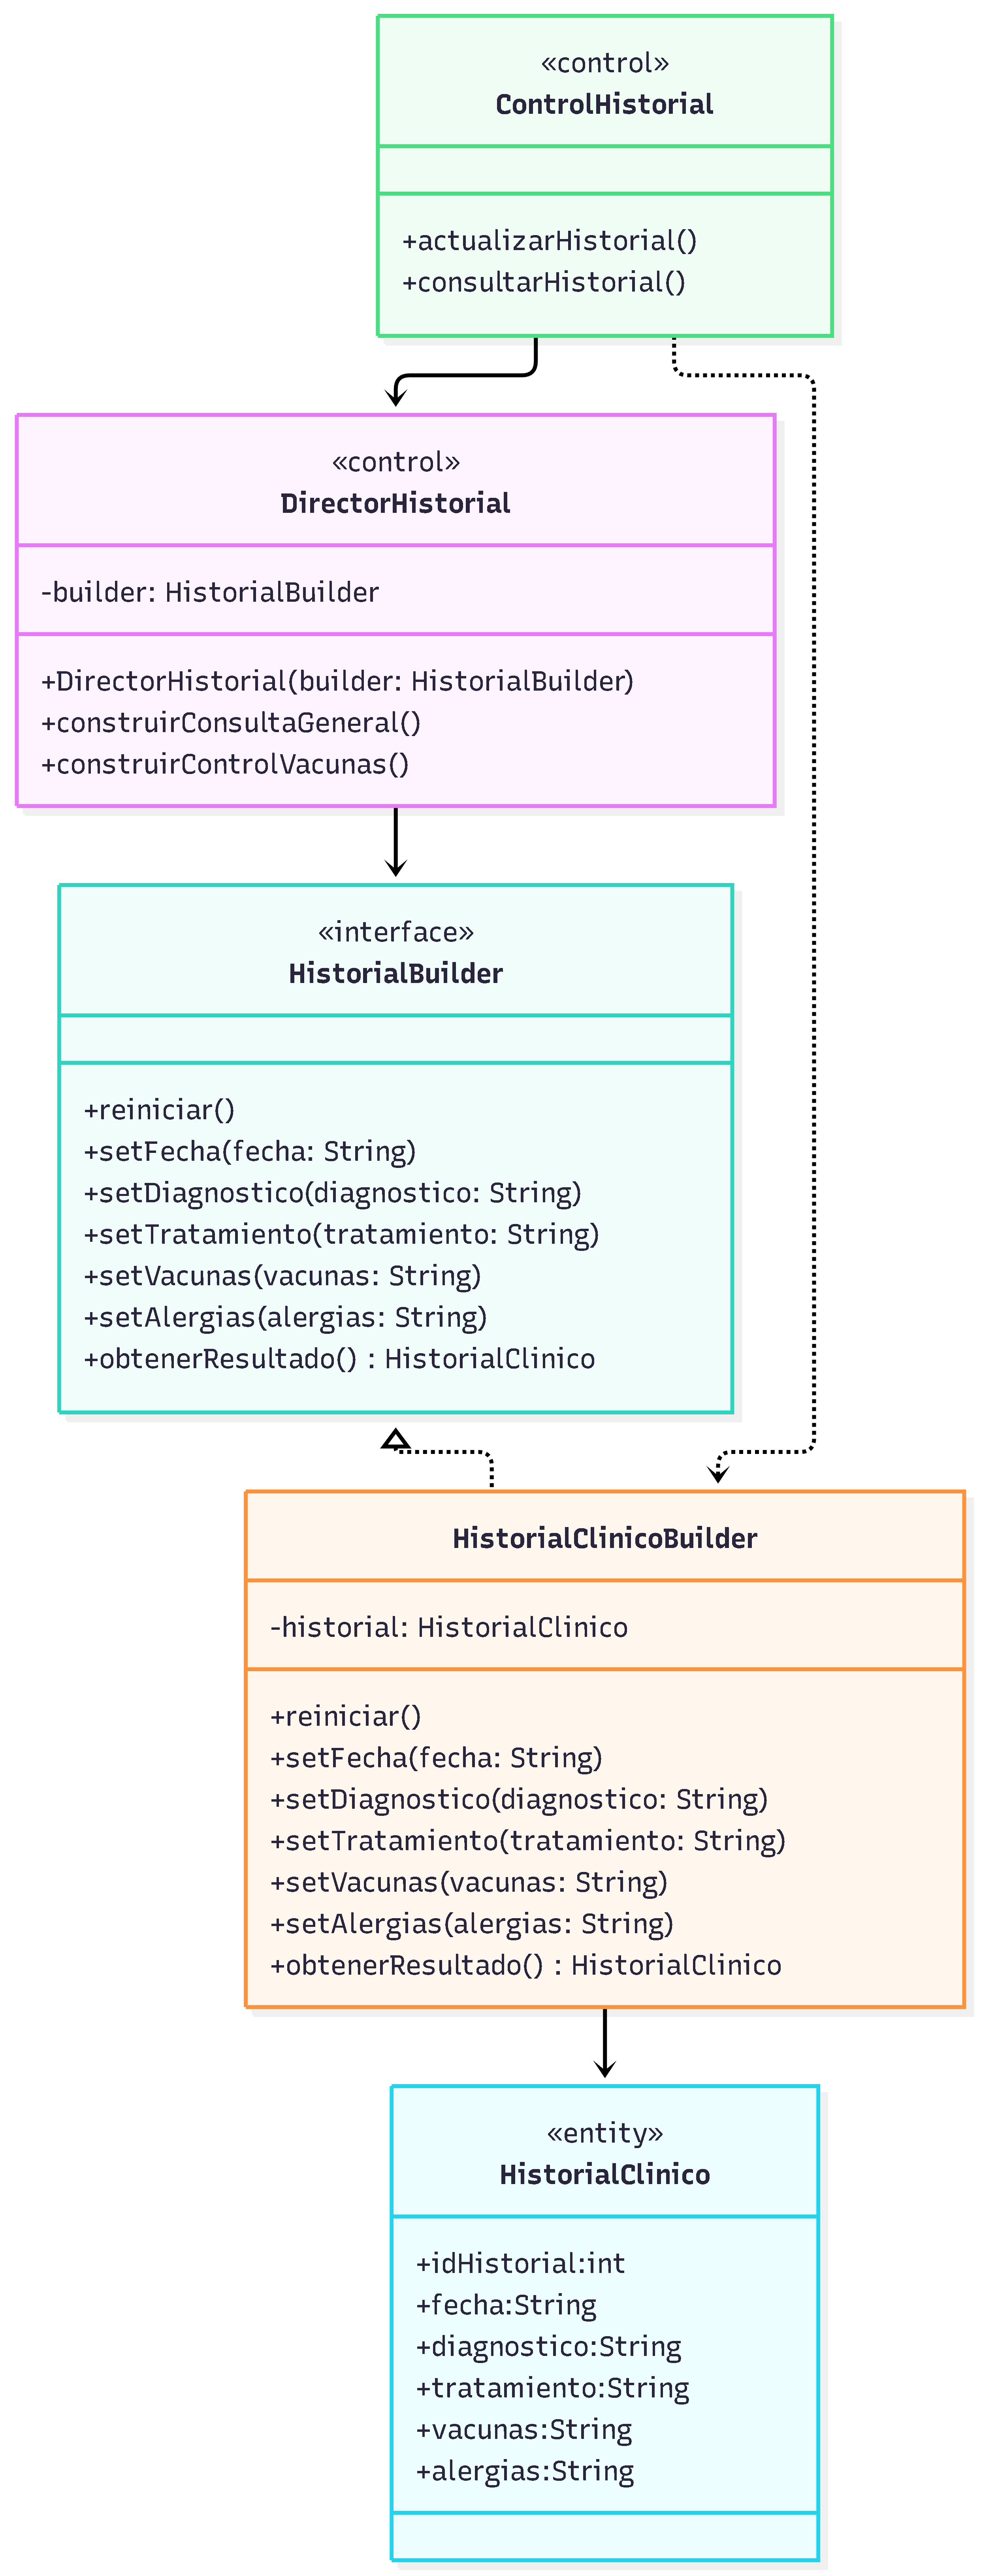 «control»
ControlHistorial
+actualizarHistorial()
+consultarHistorial()
«control»
DirectorHistorial
-builder: HistorialBuilder
+DirectorHistorial(builder: HistorialBuilder)
+construirConsultaGeneral()
+construirControlVacunas()
«interface»
HistorialBuilder
+reiniciar()
+setFecha(fecha: String)
+setDiagnostico(diagnostico: String)
+setTratamiento(tratamiento: String)
+setVacunas(vacunas: String)
+setAlergias(alergias: String)
+obtenerResultado() : HistorialClinico
HistorialClinicoBuilder
-historial: HistorialClinico
+reiniciar()
+setFecha(fecha: String)
+setDiagnostico(diagnostico: String)
+setTratamiento(tratamiento: String)
+setVacunas(vacunas: String)
+setAlergias(alergias: String)
+obtenerResultado() : HistorialClinico
«entity»
HistorialClinico
+idHistorial:int
+fecha:String
+diagnostico:String
+tratamiento:String
+vacunas:String
+alergias:String